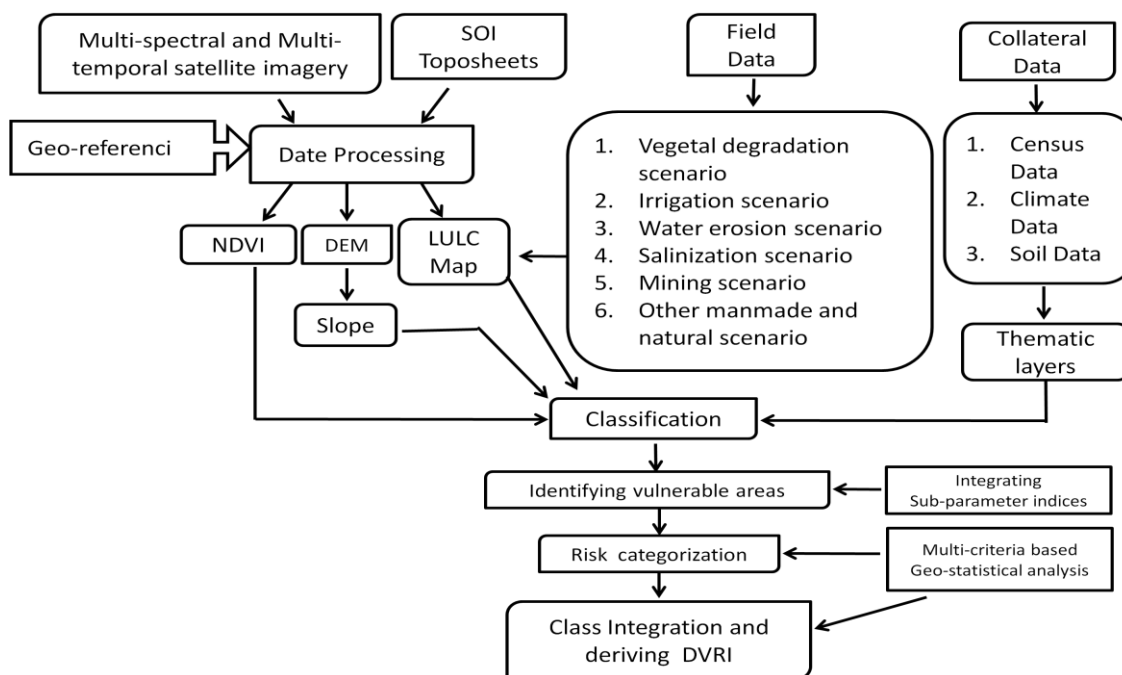 Multi-spectral and Multi-
temporal satellite imagery
SOI
Toposheets
Field
Data
Collateral
Data
Geo-referenci
Date Processing
1. Vegetal degradation
scenario
2. Irrigation scenario
3. Water erosion scenario
4. Salinization scenario
5. Mining scenario
6. Other manmade and
natural scenario
1. Census
Data
2. Climate
Data
3. Soil Data
NDVI
DEM
LULC
Map
Slope
Thematic
layers
Classification
Identifying vulnerable areas
Integrating
Sub-parameter indices
Risk categorization
Multi-criteria based
Geo-statistical analysis
Class Integration and
deriving DVRI